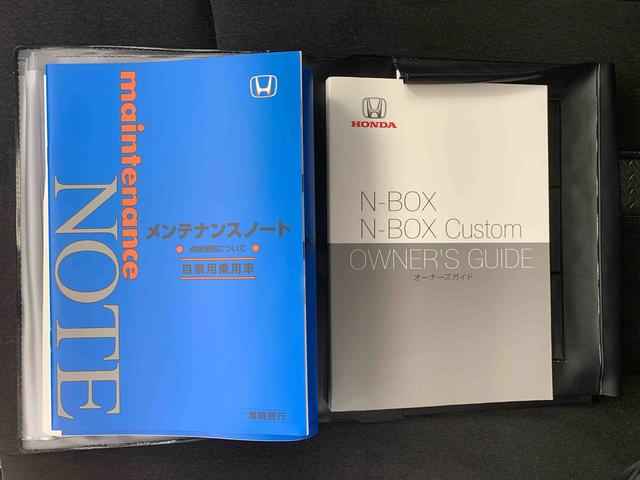 maintenance
NOTE
メンテナンスノート
点検整備について
自家用乗用車
常時携行
HONDA
N-BOX
N-BOX Custom
OWNER'S GUIDE
オーナーズガイド